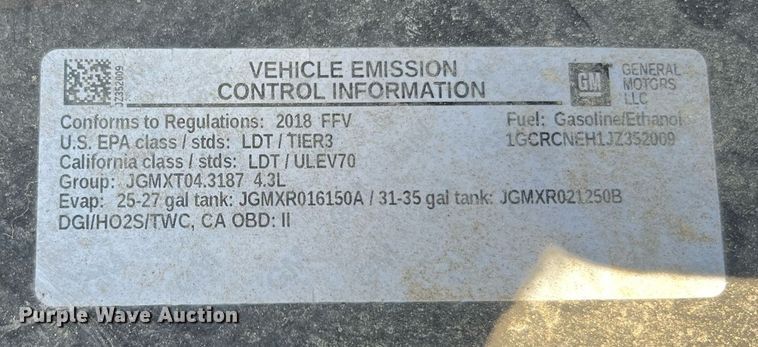 JZ352009
VEHICLE EMISSION
CONTROL INFORMATION
GM
GENERAL
MOTORS
LLC
Conforms to Regulations: 2018 FFV
Fuel: Gasoline/Ethanol
U.S. EPA class / stds: LDT / TIER3
1GCRCNEH1JZ352009
California class / stds: LDT / ULEV70
Group: JGMXT04.3187 4.3L
Evap: 25-27 gal tank: JGMXR016150A / 31-35 gal tank: JGMXR021250B
DGI/HO2S/TWC, CA OBD: II
Purple Wave Auction